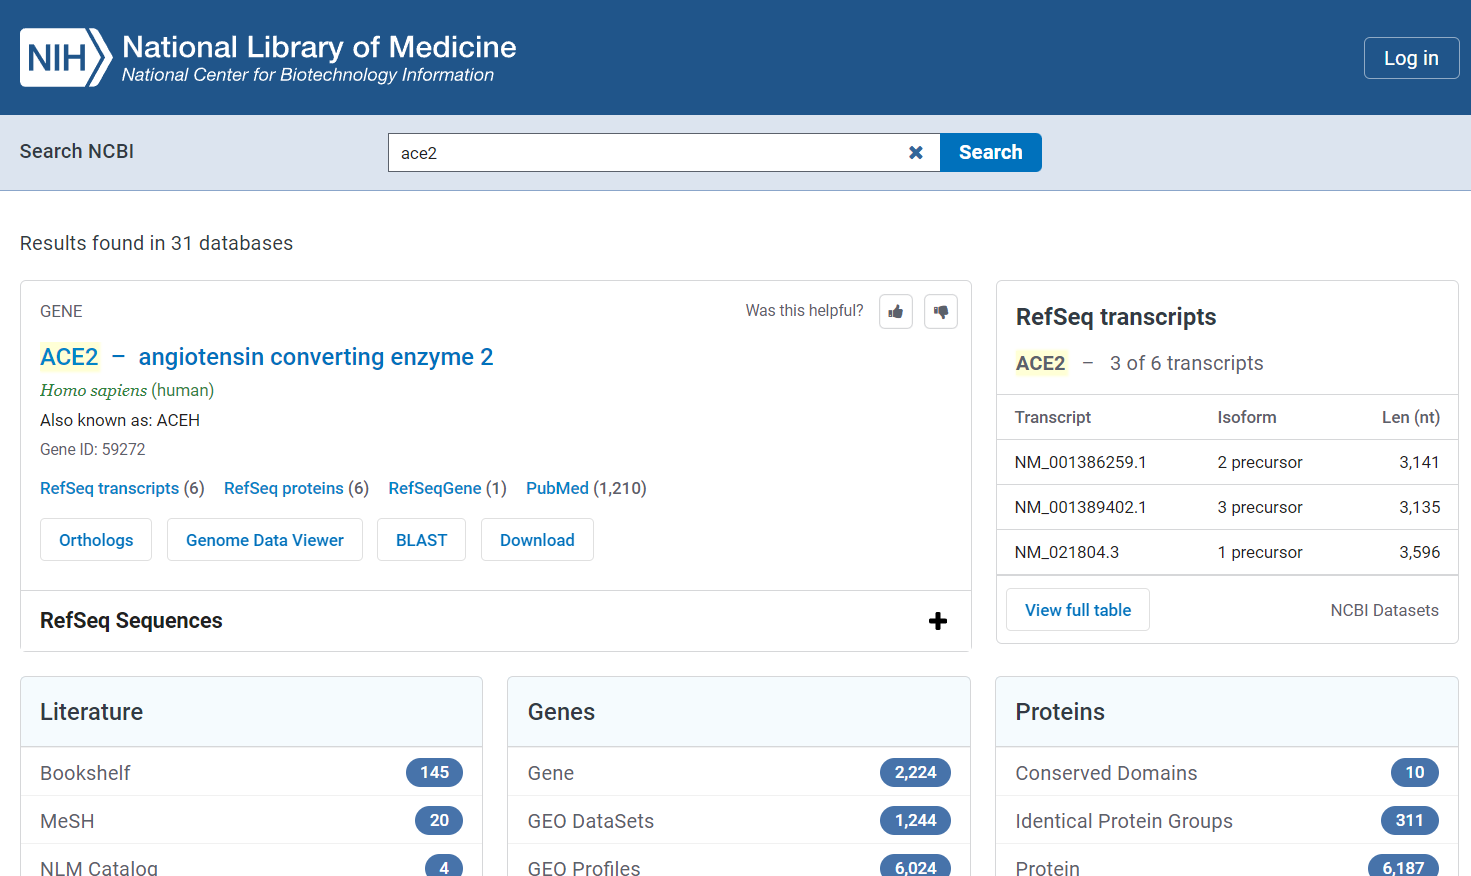 NIH National Library of Medicine
National Center for Biotechnology Information
Log in
Search NCBI
ace2
Search
Results found in 31 databases
GENE
Was this helpful?
ACE2 – angiotensin converting enzyme 2
Homo sapiens (human)
Also known as: ACEH
Gene ID: 59272
RefSeq transcripts (6) RefSeq proteins (6) RefSeqGene (1) PubMed (1,210)
Orthologs Genome Data Viewer BLAST Download
RefSeq Sequences
RefSeq transcripts
ACE2 – 3 of 6 transcripts
Transcript Isoform Len (nt)
NM_001386259.1 2 precursor 3,141
NM_001389402.1 3 precursor 3,135
NM_021804.3 1 precursor 3,596
View full table NCBI Datasets
Literature
Bookshelf 145
MeSH 20
NLM Catalog 4
Genes
Gene 2,224
GEO DataSets 1,244
GEO Profiles 6,024
Proteins
Conserved Domains 10
Identical Protein Groups 311
Protein 6,187